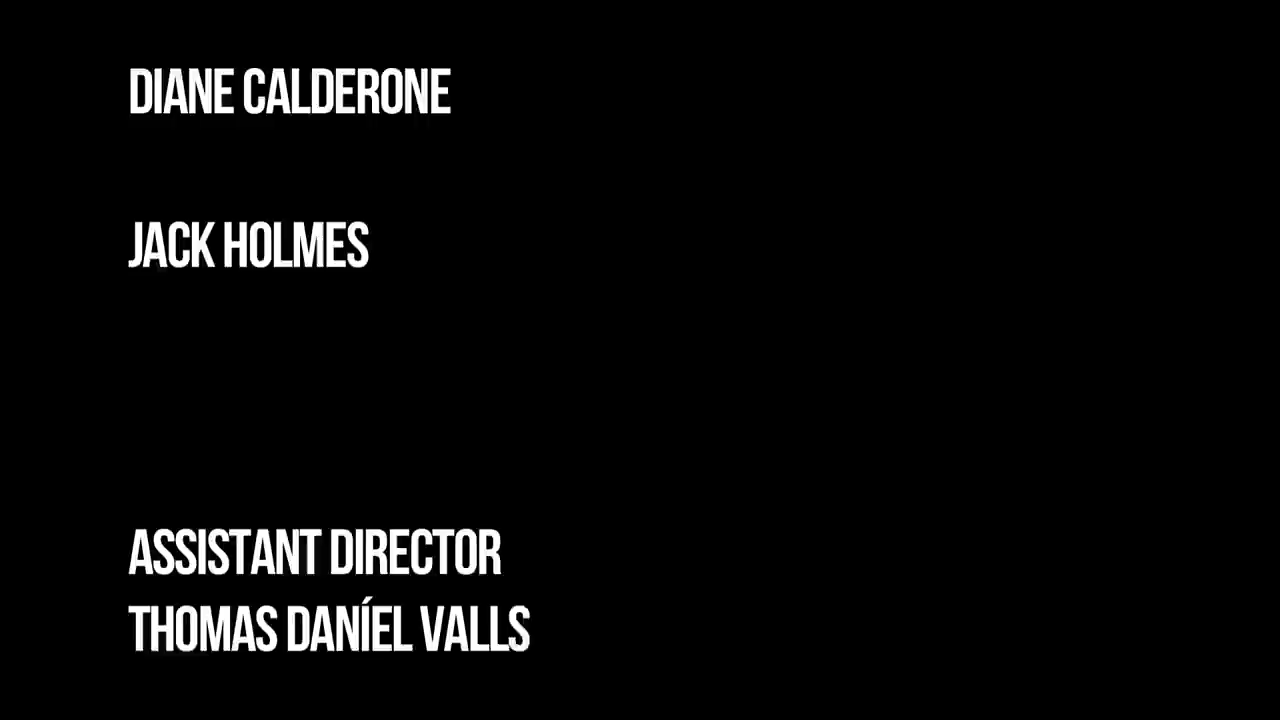 DIANE CALDERONE
JACK HOLMES
ASSISTANT DIRECTOR
THOMAS DANÍEL VALLS